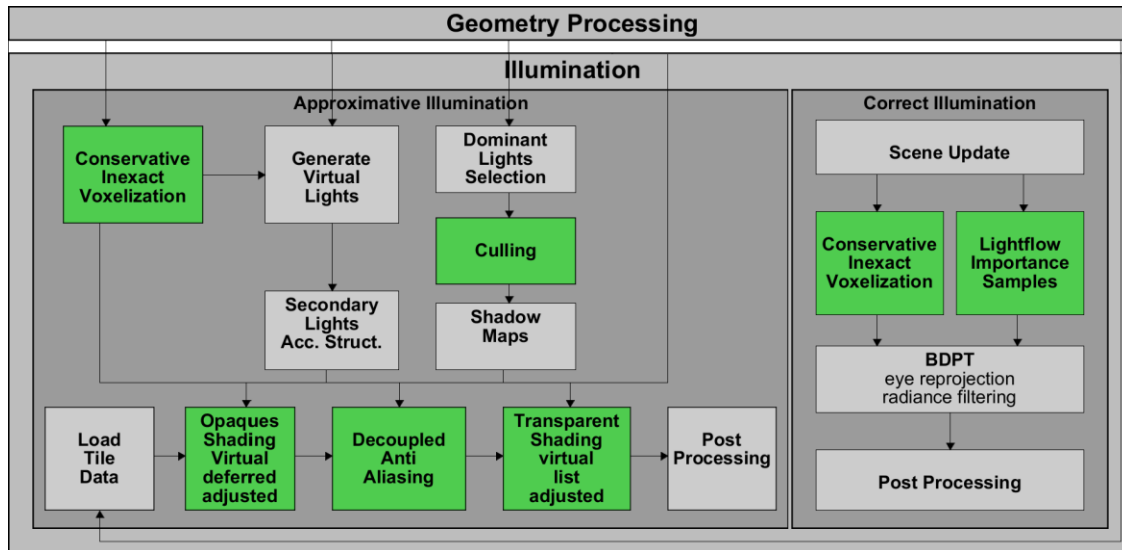 Geometry Processing
Illumination
Approximative Illumination
Conservative
Inexact
Voxelization
Generate
Virtual
Lights
Dominant
Lights
Selection
Culling
Secondary
Lights
Acc. Struct.
Shadow
Maps
Load
Tile
Data
Opaques
Shading
Virtual
deferred
adjusted
Decoupled
Anti
Aliasing
Transparent
Shading
virtual
list
adjusted
Post
Processing
Correct Illumination
Scene Update
Conservative
Inexact
Voxelization
Lightflow
Importance
Samples
BDPT
eye reprojection
radiance filtering
Post Processing